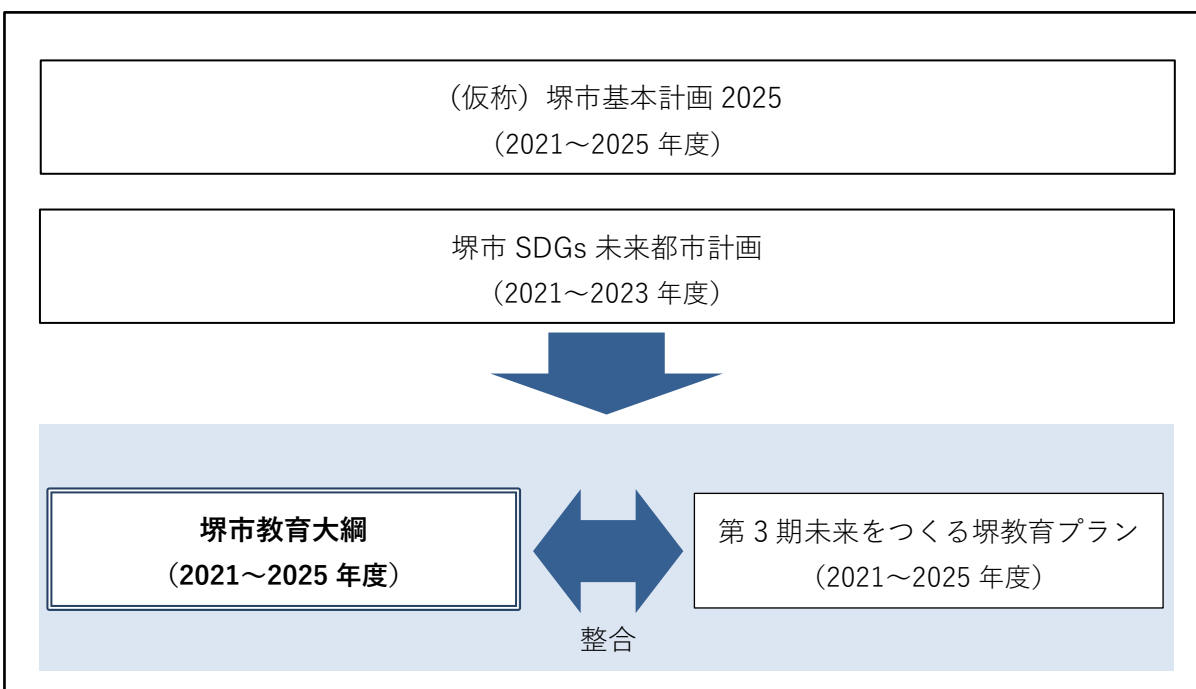 （仮称）堺市基本計画 2025
（2021～2025 年度）
堺市 SDGs 未来都市計画
（2021～2023 年度）
堺市教育大綱
（2021～2025 年度）
整合
第 3 期未来をつくる堺教育プラン
（2021～2025 年度）